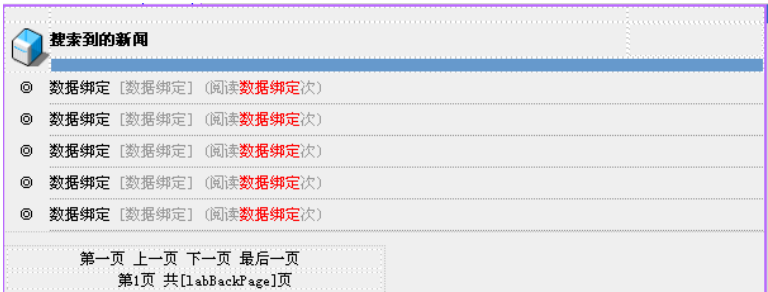 搜索到的新闻
◎ 数据绑定 [数据绑定] (阅读数据绑定次)
◎ 数据绑定 [数据绑定] (阅读数据绑定次)
◎ 数据绑定 [数据绑定] (阅读数据绑定次)
◎ 数据绑定 [数据绑定] (阅读数据绑定次)
◎ 数据绑定 [数据绑定] (阅读数据绑定次)
第一页 上一页 下一页 最后一页
第1页 共[labBackPage]页